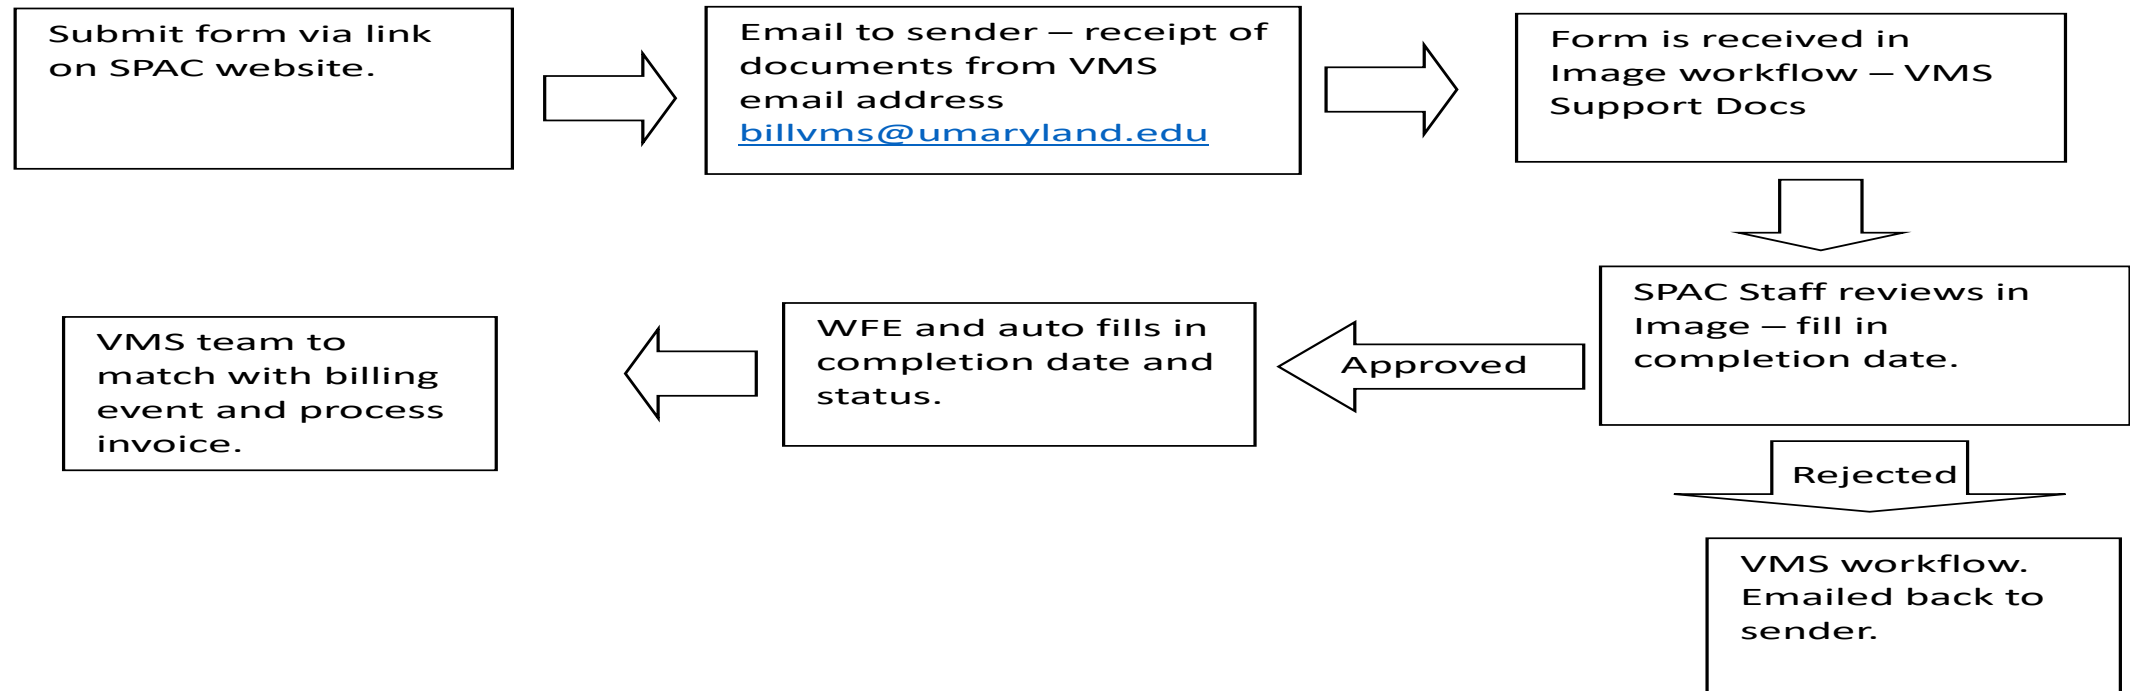 Submit form via link
on SPAC website.
Email to sender – receipt of
documents from VMS
email address
billvms@umaryland.edu
Form is received in
Image workflow – VMS
Support Docs
SPAC Staff reviews in
Image – fill in
completion date.
Approved
WFE and auto fills in
completion date and
status.
VMS team to
match with billing
event and process
invoice.
Rejected
VMS workflow.
Emailed back to
sender.